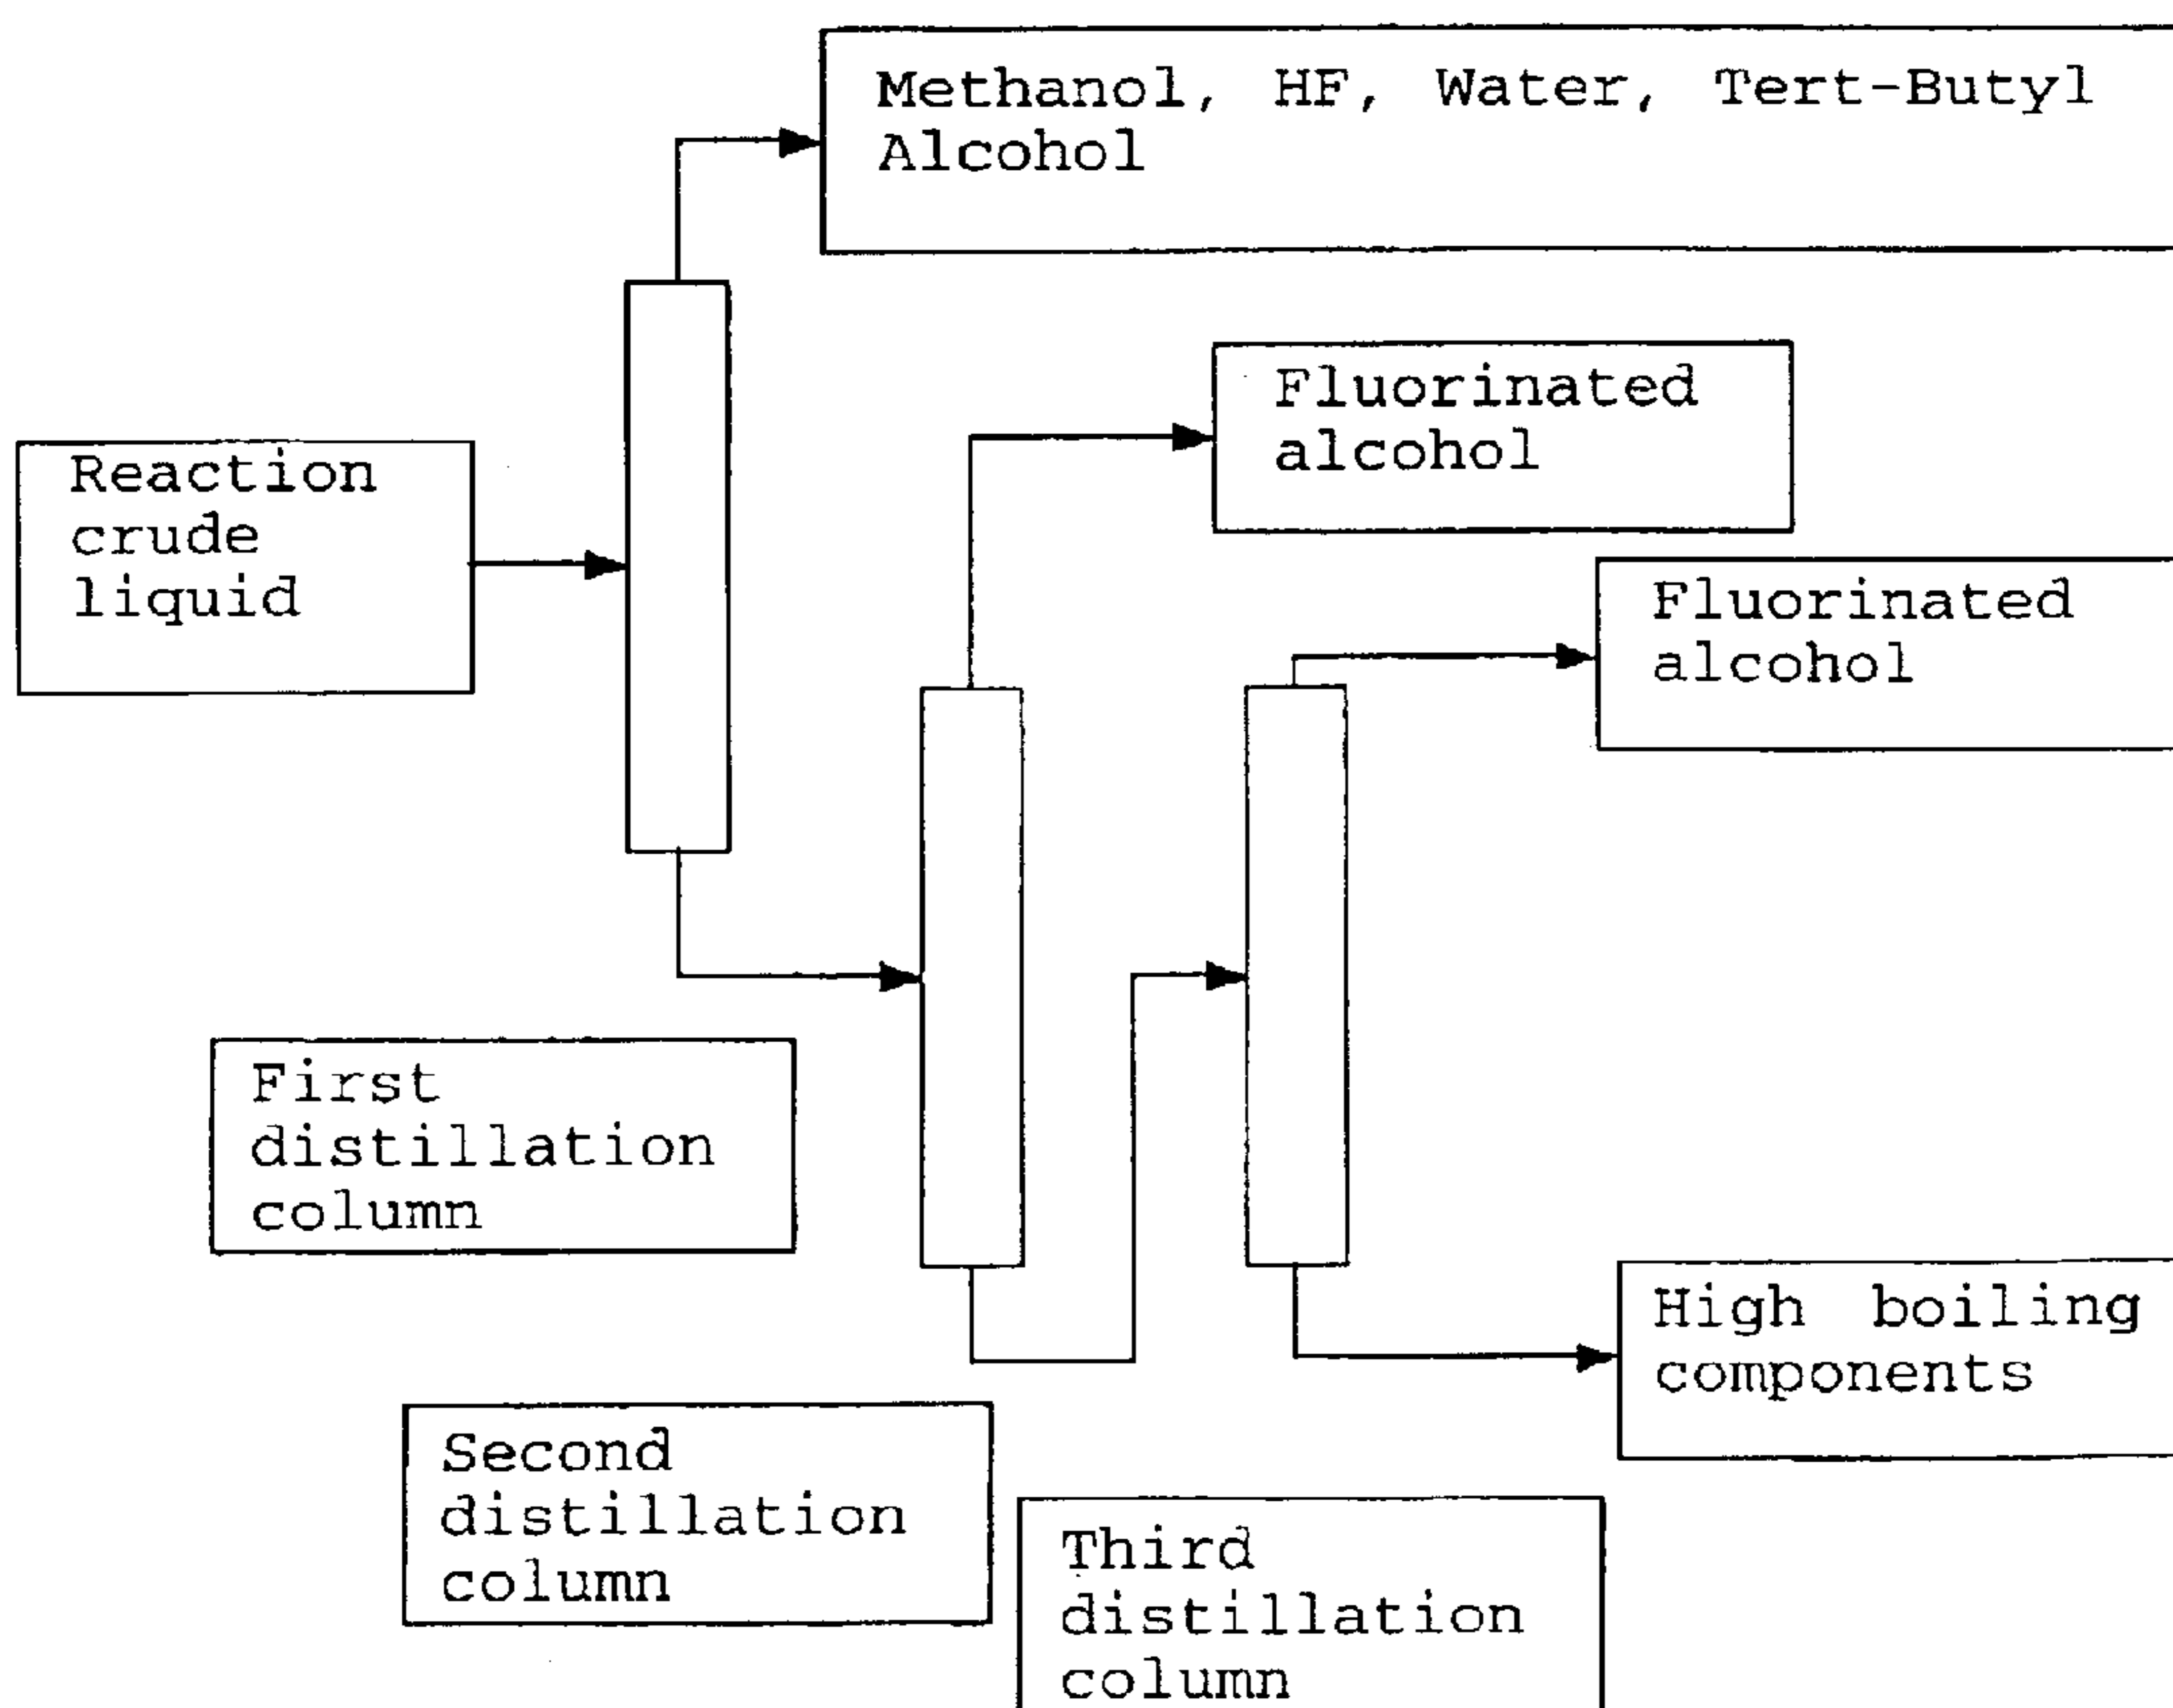 Methanol, HF, Water, Tert-Butyl
Alcohol
Fluorinated
alcohol
Reaction
crude
liquid
Fluorinated
alcohol
First
distillation
column
High boiling
components
Second
distillation
column
Third
distillation
column